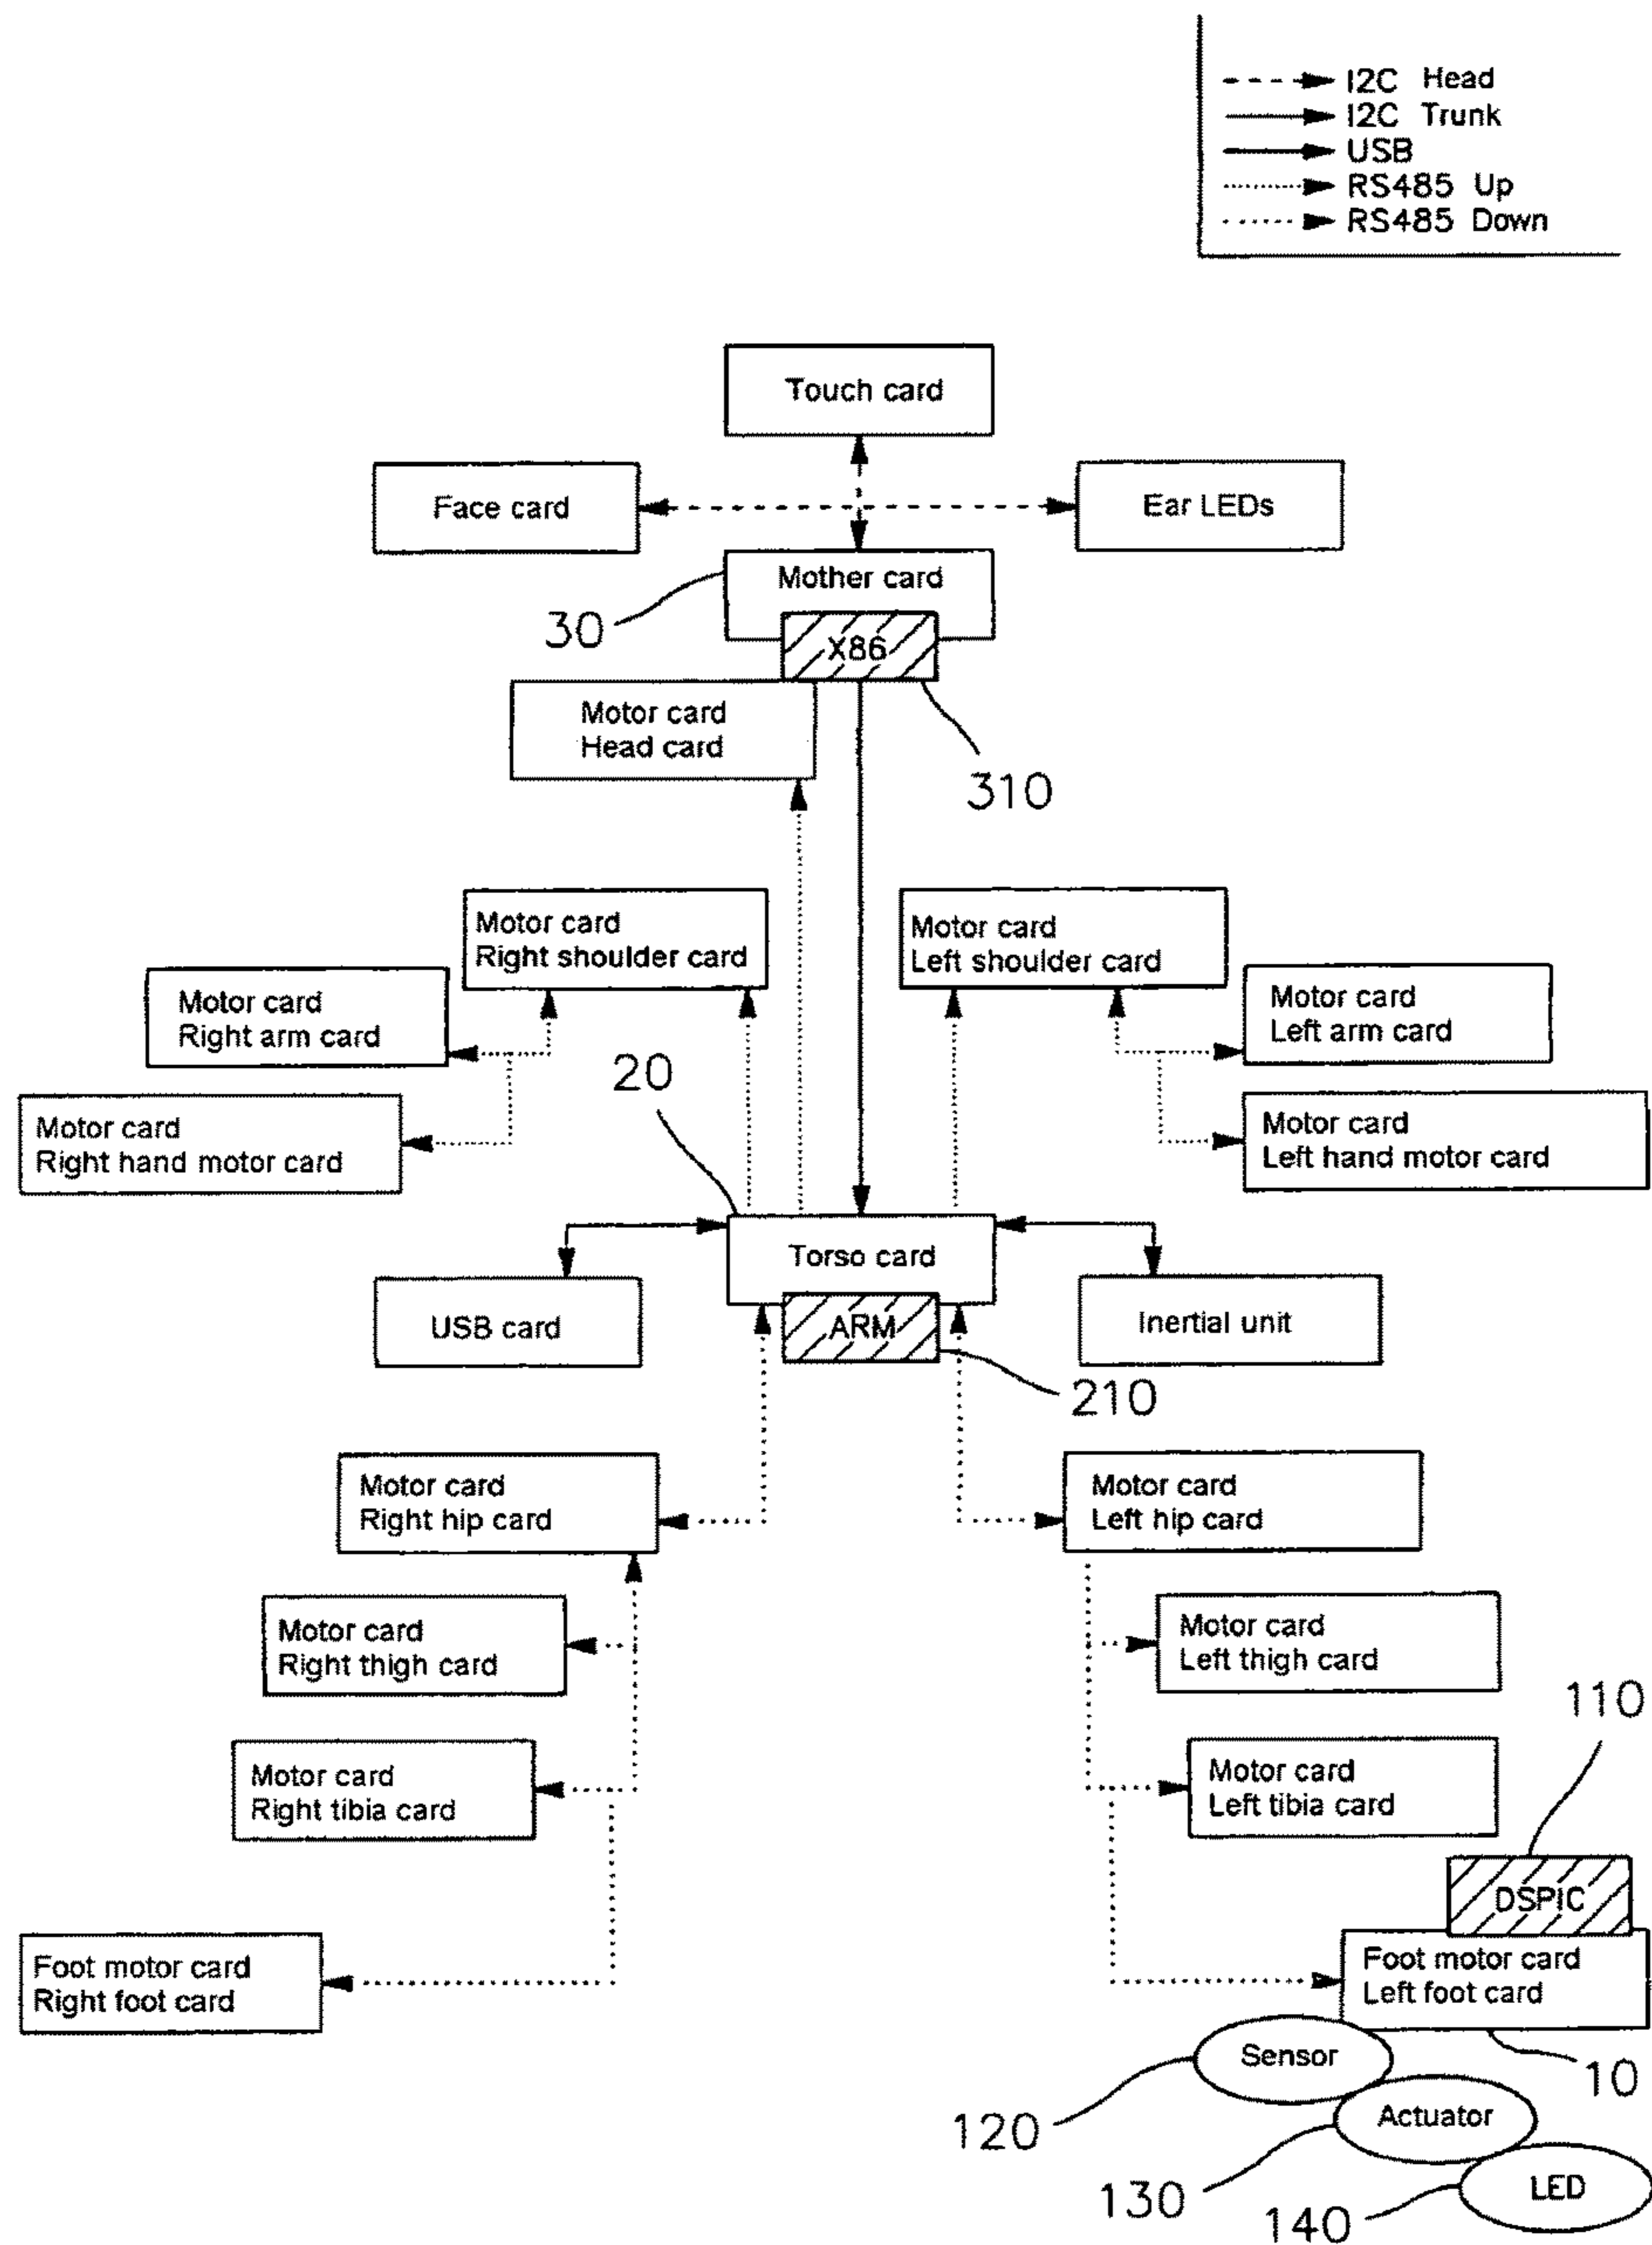 I2C Head
I2C Trunk
USB
RS485 Up
RS485 Down
Touch card
Face card
Ear LEDs
Mother card
30
X86
Motor card
Head card
310
Motor card
Right shoulder card
Motor card
Left shoulder card
Motor card
Right arm card
Motor card
Left arm card
20
Motor card
Right hand motor card
Motor card
Left hand motor card
Torso card
USB card
ARM
Inertial unit
210
Motor card
Right hip card
Motor card
Left hip card
Motor card
Right thigh card
Motor card
Left thigh card
110
Motor card
Right tibia card
Motor card
Left tibia card
DSPIC
Foot motor card
Right foot card
Foot motor card
Left foot card
Sensor
10
120
Actuator
130
LED
140